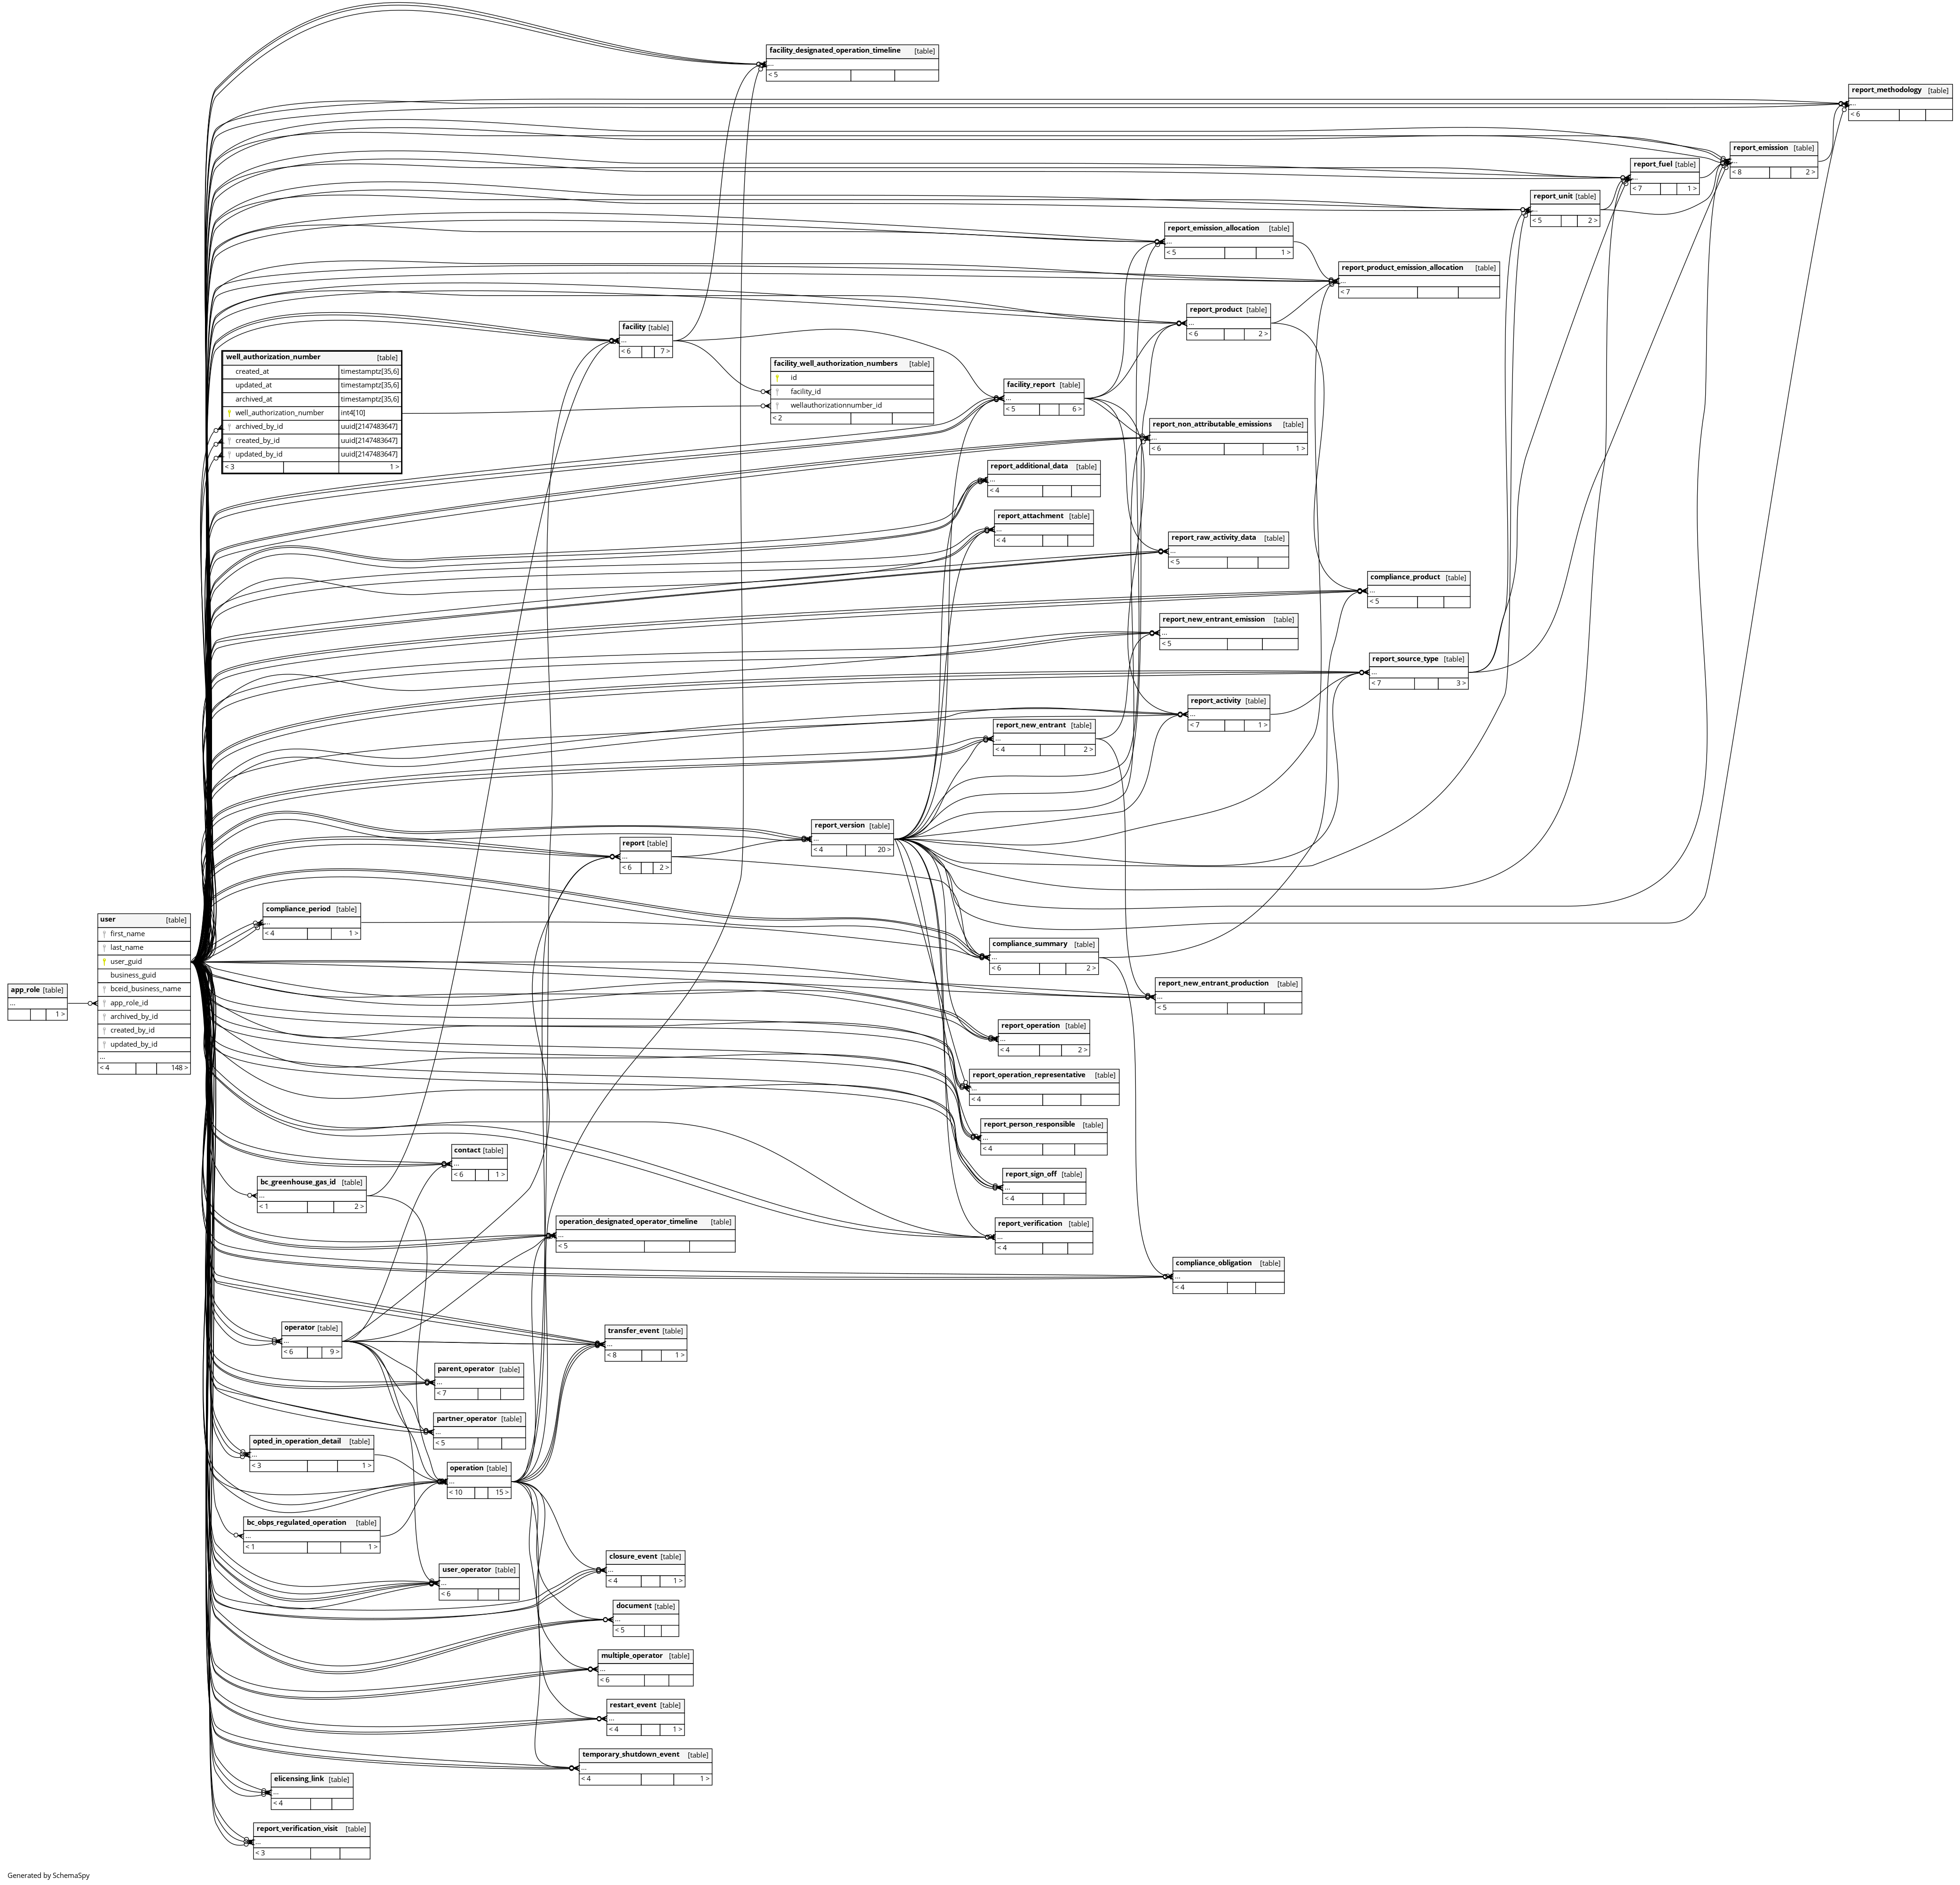 facility_designated_operation_timeline [table]
...
< 5
report_methodology [table]
...
< 6
report_emission [table]
...
< 8 2 >
report_fuel [table]
...
< 7 1 >
report_unit [table]
...
< 5 2 >
report_emission_allocation [table]
...
< 5 1 >
report_product_emission_allocation [table]
...
< 7
report_product [table]
...
< 6 2 >
facility [table]
...
< 6 7 >
well_authorization_number [table]
created_at timestamptz[35,6]
updated_at timestamptz[35,6]
archived_at timestamptz[35,6]
well_authorization_number int4[10]
archived_by_id uuid[2147483647]
created_by_id uuid[2147483647]
updated_by_id uuid[2147483647]
< 3 1 >
facility_well_authorization_numbers [table]
id
facility_id
wellauthorizationnumber_id
< 2
facility_report [table]
...
< 5 6 >
report_non_attributable_emissions [table]
...
< 6 1 >
report_additional_data [table]
...
< 4
report_attachment [table]
...
< 4
report_raw_activity_data [table]
...
< 5
compliance_product [table]
...
< 5
report_new_entrant_emission [table]
...
< 5
report_source_type [table]
...
< 7 3 >
report_activity [table]
...
< 7 1 >
report_new_entrant [table]
...
< 4 2 >
report_version [table]
...
< 4 20 >
report [table]
...
< 6 2 >
compliance_period [table]
...
< 4 1 >
user [table]
first_name
last_name
user_guid
business_guid
bceid_business_name
app_role_id
archived_by_id
created_by_id
updated_by_id
...
< 4 148 >
app_role [table]
...
1 >
compliance_summary [table]
...
< 6 2 >
report_new_entrant_production [table]
...
< 5
report_operation [table]
...
< 4 2 >
report_operation_representative [table]
...
< 4
report_person_responsible [table]
...
< 4
contact [table]
...
< 6 1 >
report_sign_off [table]
...
< 4
bc_greenhouse_gas_id [table]
...
< 1 2 >
operation_designated_operator_timeline [table]
...
< 5
report_verification [table]
...
< 4
compliance_obligation [table]
...
< 4
operator [table]
...
< 6 9 >
transfer_event [table]
...
< 8 1 >
parent_operator [table]
...
< 7
partner_operator [table]
...
< 5
opted_in_operation_detail [table]
...
< 3 1 >
operation [table]
...
< 10 15 >
bc_obps_regulated_operation [table]
...
< 1 1 >
closure_event [table]
...
< 4 1 >
user_operator [table]
...
< 6
document [table]
...
< 5
multiple_operator [table]
...
< 6
restart_event [table]
...
< 4 1 >
temporary_shutdown_event [table]
...
< 4 1 >
elicensing_link [table]
...
< 4
report_verification_visit [table]
...
< 3
Generated by SchemaSpy